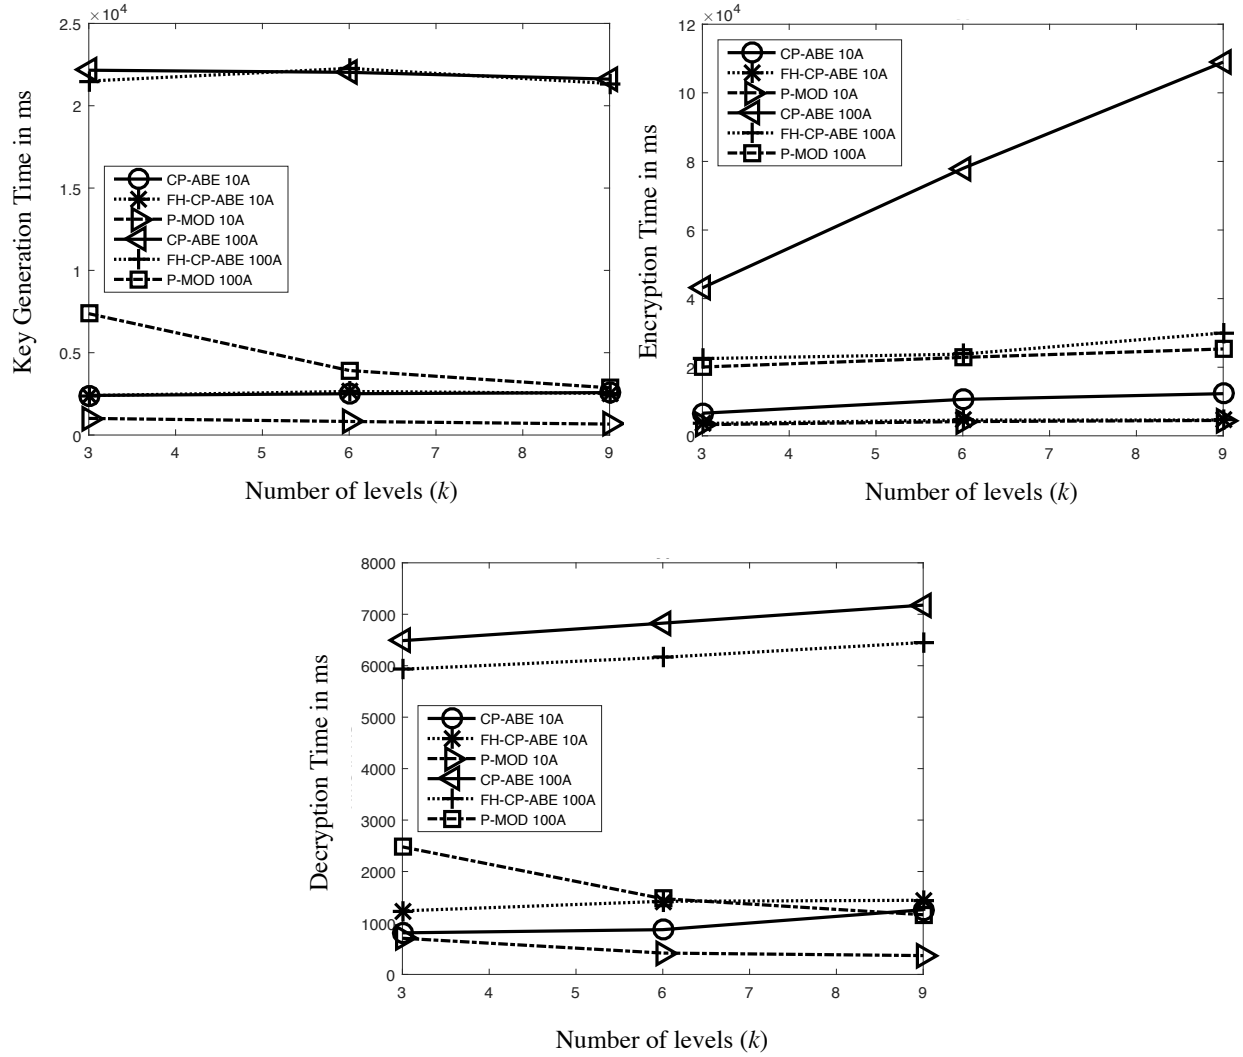 ×10⁴
2.5
2
1.5
1
0.5
0
3 4 5 6 7 8 9
Key Generation Time in ms
Number of levels (k)
CP-ABE 10A
FH-CP-ABE 10A
P-MOD 10A
CP-ABE 100A
FH-CP-ABE 100A
P-MOD 100A
×10⁴
12
10
8
6
4
2
0
3 4 5 6 7 8 9
Encryption Time in ms
Number of levels (k)
CP-ABE 10A
FH-CP-ABE 10A
P-MOD 10A
CP-ABE 100A
FH-CP-ABE 100A
P-MOD 100A
8000
7000
6000
5000
4000
3000
2000
1000
0
3 4 5 6 7 8 9
Decryption Time in ms
Number of levels (k)
CP-ABE 10A
FH-CP-ABE 10A
P-MOD 10A
CP-ABE 100A
FH-CP-ABE 100A
P-MOD 100A